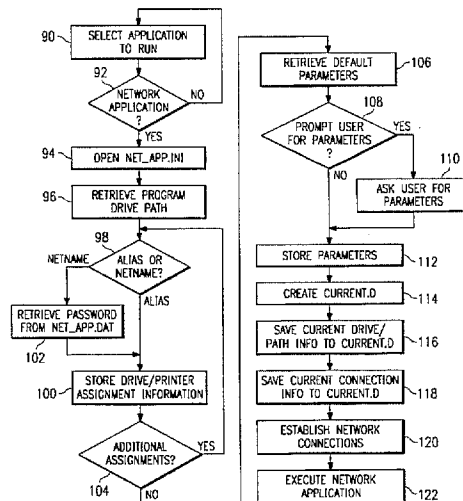 90
SELECT APPLICATION
TO RUN
92
NO
NETWORK
APPLICATION
?
YES
94
OPEN NET_APP.INI
96
RETRIEVE PROGRAM
DRIVE PATH
98
NETNAME
ALIAS OR
NETNAME?
ALIAS
RETRIEVE PASSWORD
FROM NET_APP.DAT
102
100
STORE DRIVE/PRINTER
ASSIGNMENT INFORMATION
YES
ADDITIONAL
ASSIGNMENTS?
104
NO
RETRIEVE DEFAULT
PARAMETERS
106
108
PROMPT USER
FOR PARAMETERS
?
YES
110
NO
ASK USER FOR
PARAMETERS
STORE PARAMETERS
112
CREATE CURRENT.D
114
SAVE CURRENT DRIVE/
PATH INFO TO CURRENT.D
116
SAVE CURRENT CONNECTION
INFO TO CURRENT.D
118
ESTABLISH NETWORK
CONNECTIONS
120
EXECUTE NETWORK
APPLICATION
122